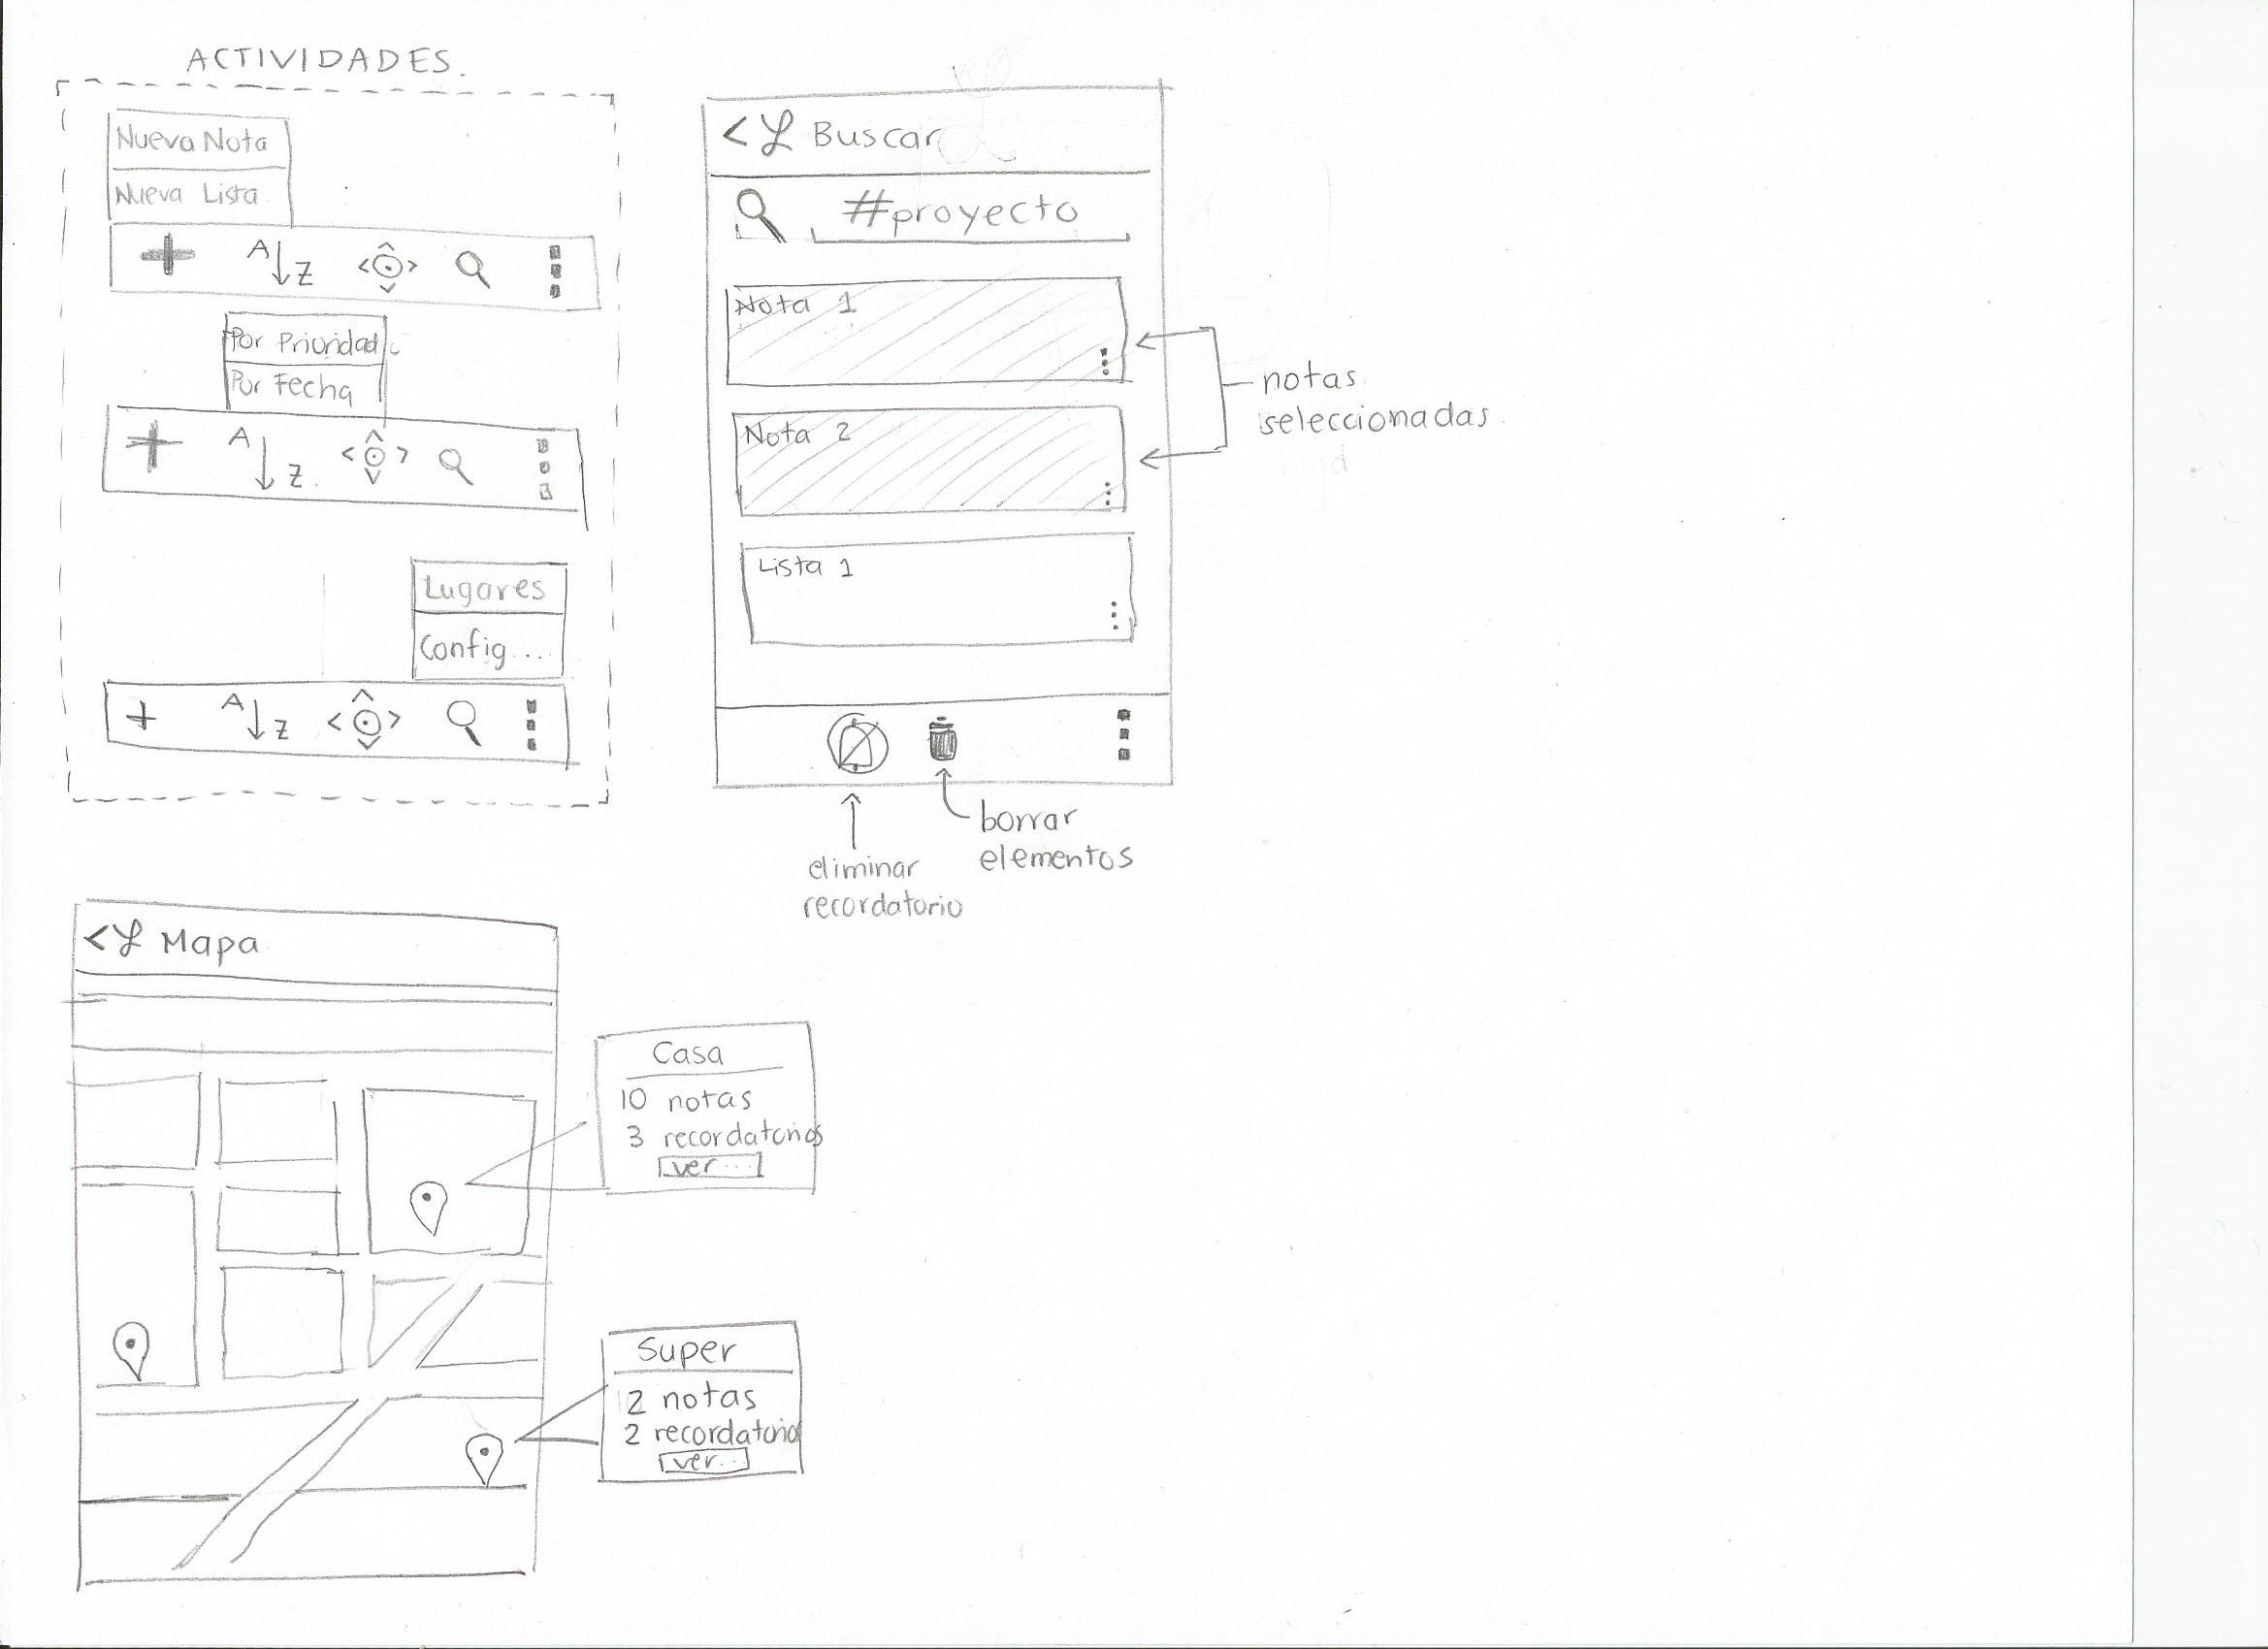 ACTIVIDADES.
Nueva Nota
Nueva Lista
A Z
Por Prioridad
Por Fecha
A Z.
Lugares
Config...
A Z
< Buscar
#proyecto
Nota 1
Nota 2
Lista 1
notas
seleccionadas.
eliminar
recordatorio
borrar
elementos
< Mapa
Casa
10 notas
3 recordatorios
ver...
Super
2 notas
2 recordatorio
ver...